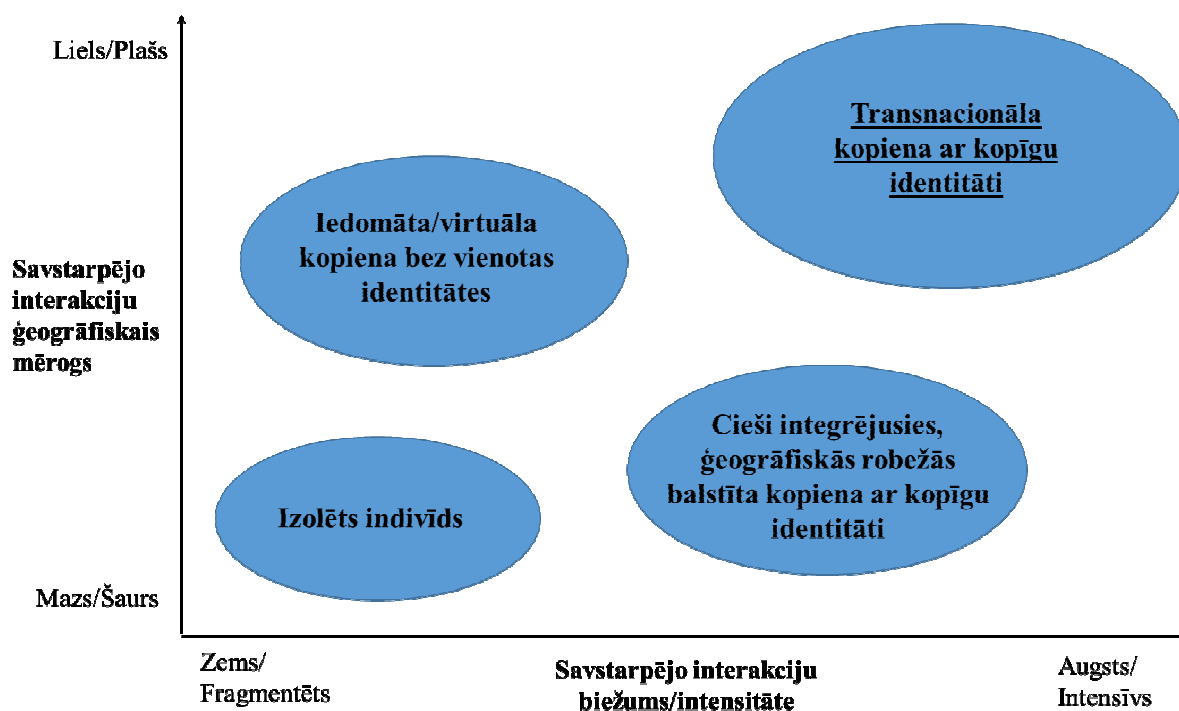 Liels/Plašs
Transnacionāla
kopiena ar kopīgu
identitāti
Iedomāta/virtuāla
kopiena bez vienotas
identitātes
Savstarpējo
interakciju
ģeogrāfiskais
mērogs
Cieši integrējusies,
ģeogrāfiskās robežās
balstīta kopiena ar kopīgu
identitāti
Izolēts indivīds
Mazs/Šaurs
Zems/
Fragmentēts
Savstarpējo interakciju
biežums/intensitāte
Augsts/
Intensīvs